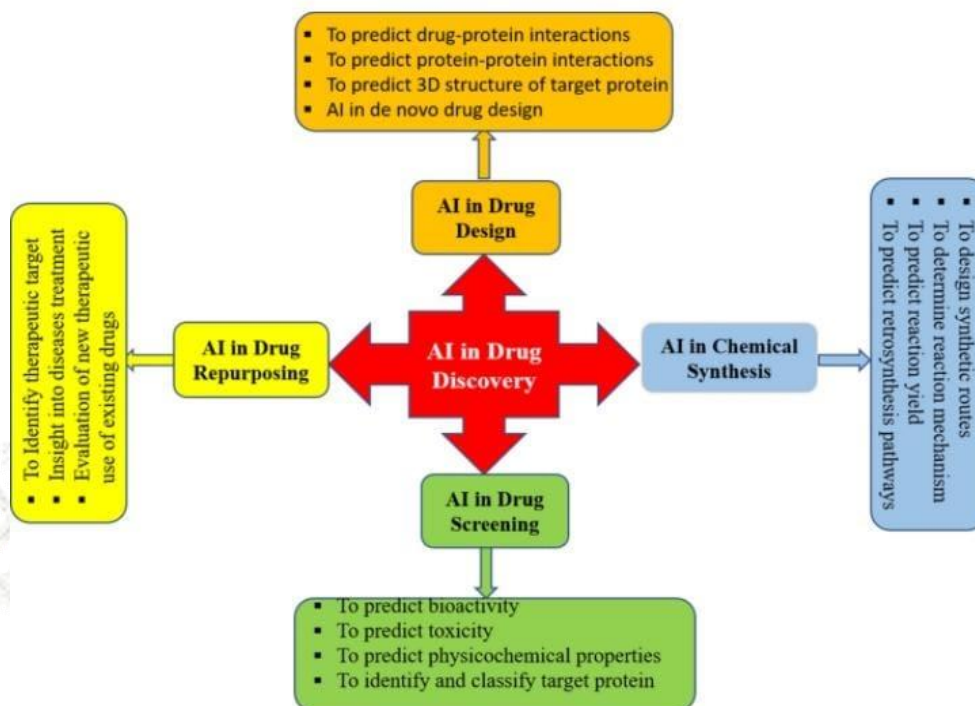 ▪ To predict drug-protein interactions
▪ To predict protein-protein interactions
▪ To predict 3D structure of target protein
▪ AI in de novo drug design
AI in Drug
Design
▪ To Identify therapeutic target
▪ Insight into diseases treatment
▪ Evaluation of new therapeutic
use of existing drugs
AI in Drug
Repurposing
AI in Drug
Discovery
AI in Chemical
Synthesis
▪ To design synthetic routes
▪ To determine reaction mechanism
▪ To predict reaction yield
▪ To predict retrosynthesis pathways
AI in Drug
Screening
▪ To predict bioactivity
▪ To predict toxicity
▪ To predict physicochemical properties
▪ To identify and classify target protein